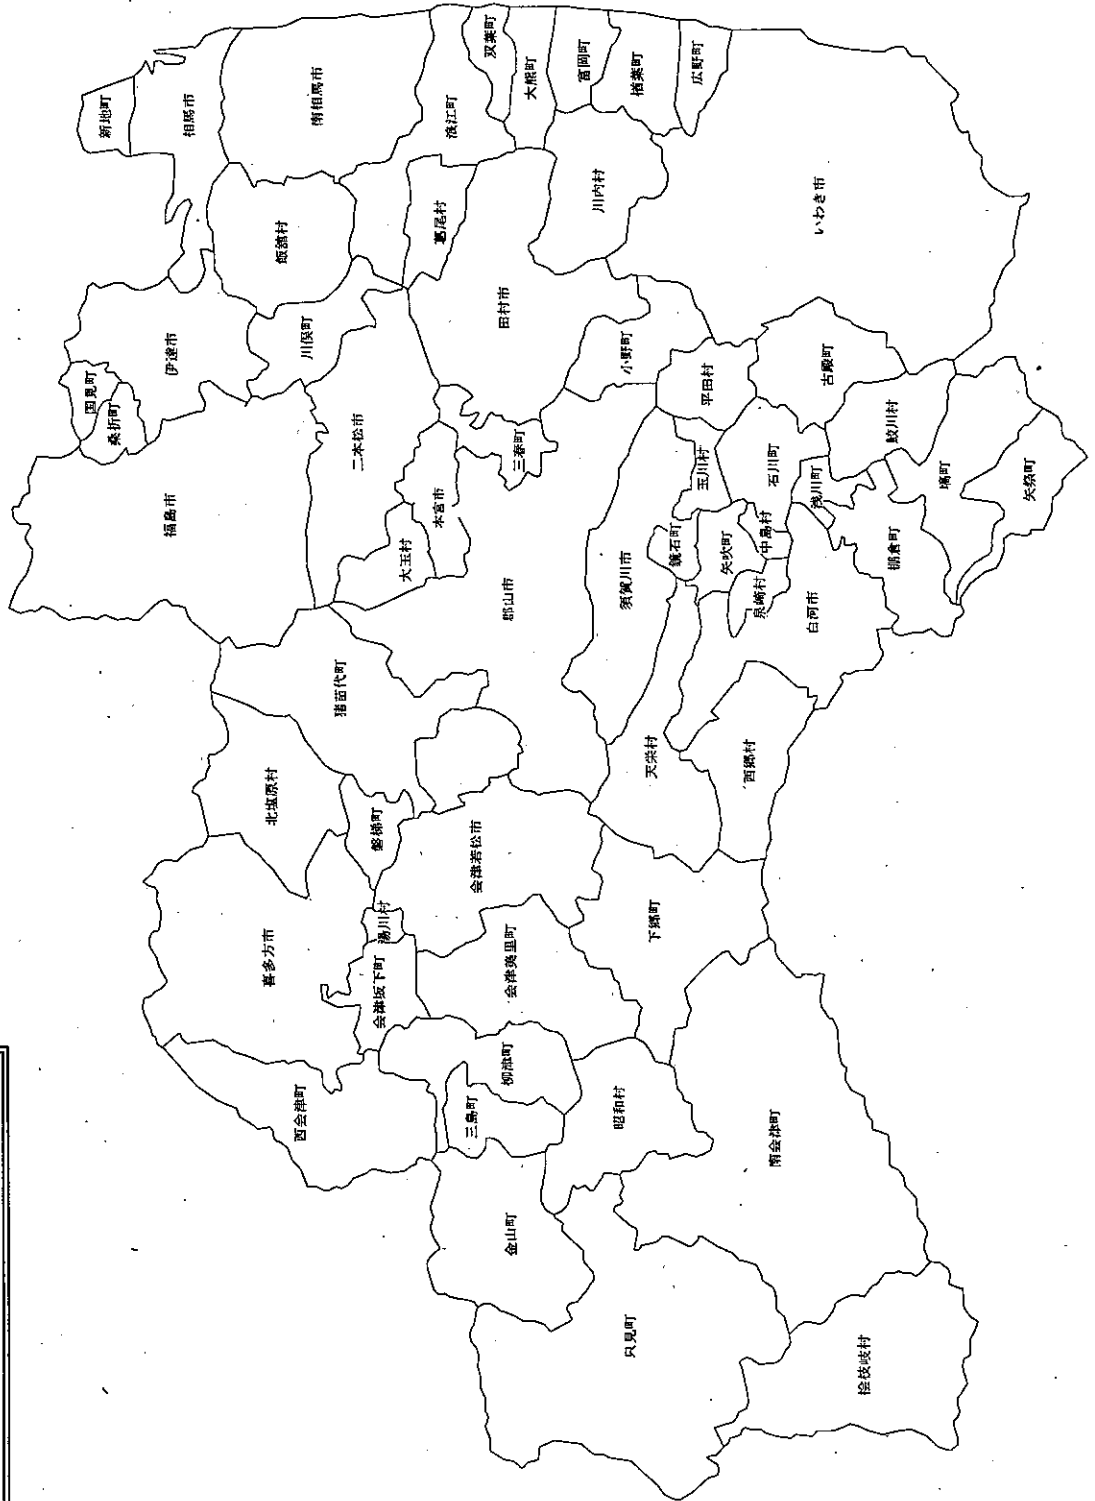 新地町
相馬市
南相馬市
浪江町
双葉町
大熊町
富岡町
楢葉町
広野町
飯舘村
葛尾村
川内村
いわき市
伊達市
国見町
桑折町
川俣町
田村市
小野町
平田村
古殿町
福島市
二本松市
本宮市
大玉村
三春町
玉川村
石川町
浅川町
鮫川村
塙町
矢祭町
郡山市
須賀川市
鏡石町
矢吹町
中島村
泉崎村
白河市
棚倉町
猪苗代町
天栄村
西郷村
北塩原村
磐梯町
会津若松市
下郷町
喜多方市
湯川村
会津坂下町
会津美里町
西会津町
柳津町
三島町
昭和村
南会津町
金山町
只見町
桧枝岐村